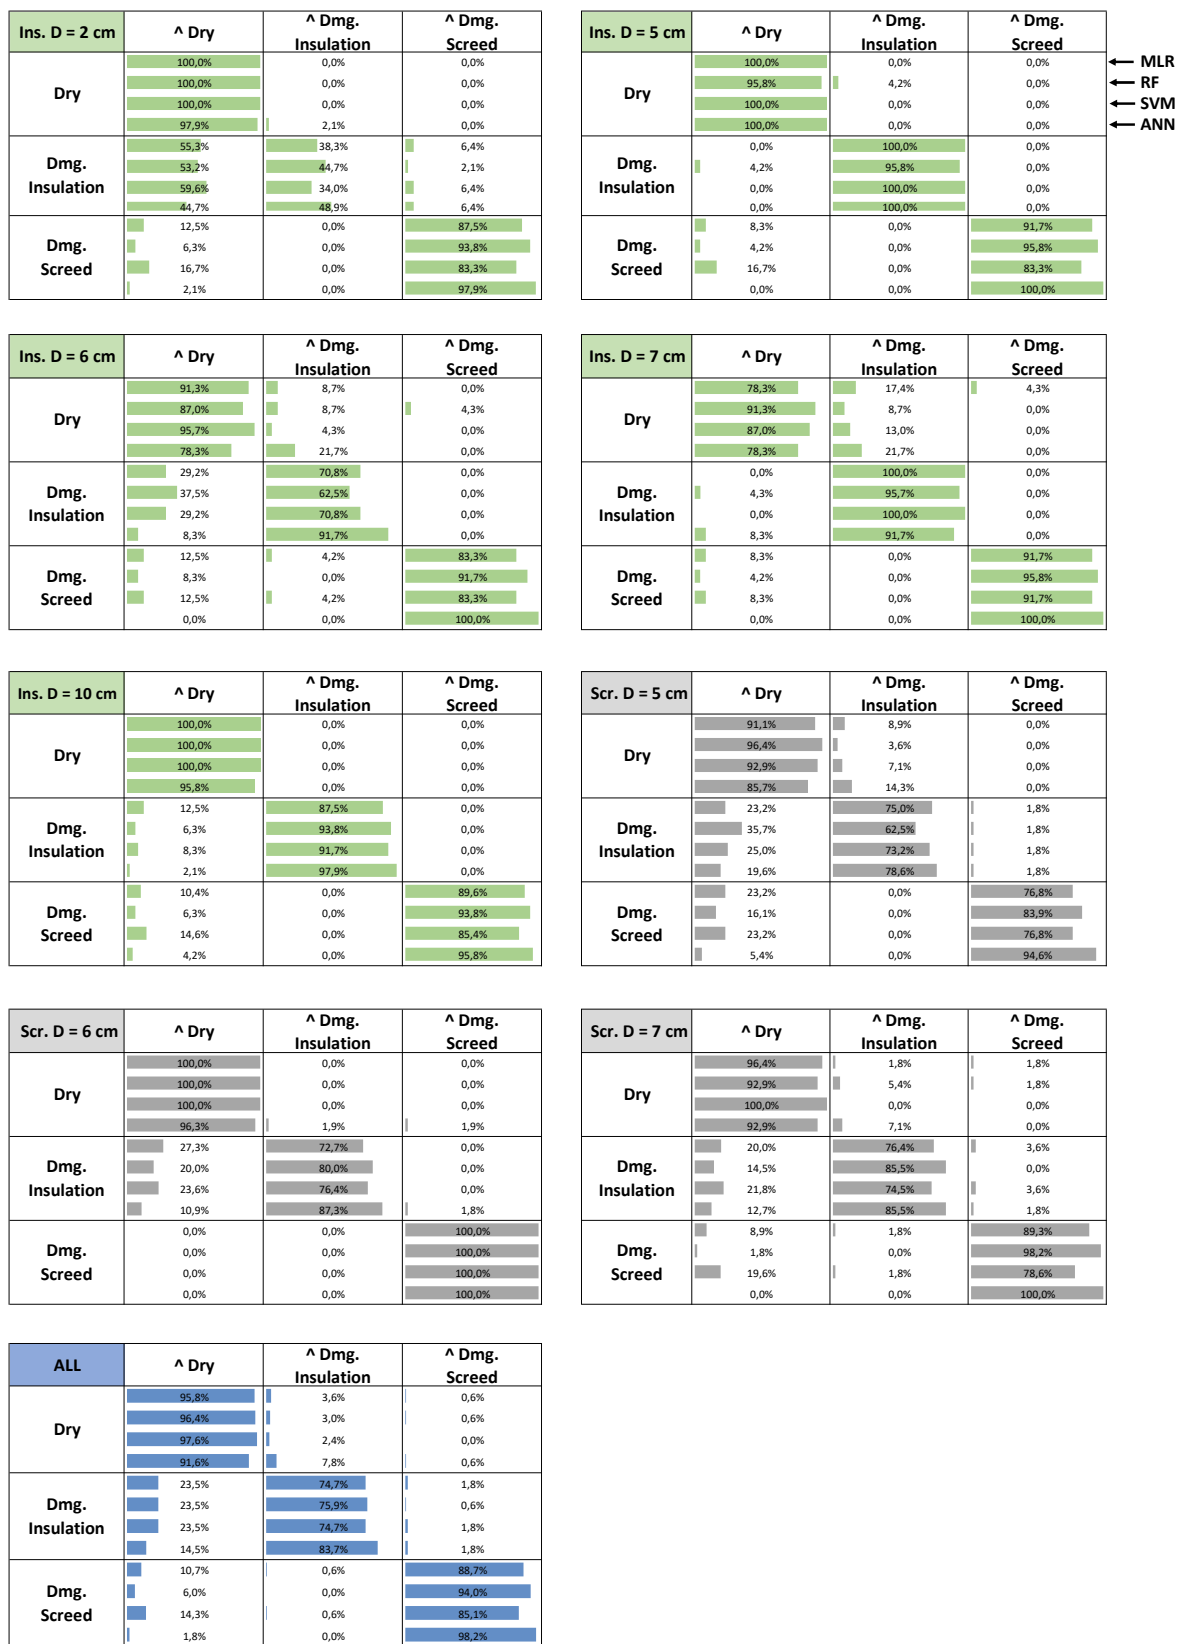 Ins. D = 2 cm ^ Dry ^ Dmg. Insulation ^ Dmg. Screed
Dry
100,0% 0,0% 0,0%
100,0% 0,0% 0,0%
100,0% 0,0% 0,0%
97,9% 2,1% 0,0%
Dmg. Insulation
55,3% 38,3% 6,4%
53,2% 44,7% 2,1%
59,6% 34,0% 6,4%
44,7% 48,9% 6,4%
Dmg. Screed
12,5% 0,0% 87,5%
6,3% 0,0% 93,8%
16,7% 0,0% 83,3%
2,1% 0,0% 97,9%
Ins. D = 5 cm ^ Dry ^ Dmg. Insulation ^ Dmg. Screed
Dry
100,0% 0,0% 0,0% MLR
95,8% 4,2% 0,0% RF
100,0% 0,0% 0,0% SVM
100,0% 0,0% 0,0% ANN
Dmg. Insulation
0,0% 100,0% 0,0%
4,2% 95,8% 0,0%
0,0% 100,0% 0,0%
0,0% 100,0% 0,0%
Dmg. Screed
8,3% 0,0% 91,7%
4,2% 0,0% 95,8%
16,7% 0,0% 83,3%
0,0% 0,0% 100,0%
Ins. D = 6 cm ^ Dry ^ Dmg. Insulation ^ Dmg. Screed
Dry
91,3% 8,7% 0,0%
87,0% 8,7% 4,3%
95,7% 4,3% 0,0%
78,3% 21,7% 0,0%
Dmg. Insulation
29,2% 70,8% 0,0%
37,5% 62,5% 0,0%
29,2% 70,8% 0,0%
8,3% 91,7% 0,0%
Dmg. Screed
12,5% 4,2% 83,3%
8,3% 0,0% 91,7%
12,5% 4,2% 83,3%
0,0% 0,0% 100,0%
Ins. D = 7 cm ^ Dry ^ Dmg. Insulation ^ Dmg. Screed
Dry
78,3% 17,4% 4,3%
91,3% 8,7% 0,0%
87,0% 13,0% 0,0%
78,3% 21,7% 0,0%
Dmg. Insulation
0,0% 100,0% 0,0%
4,3% 95,7% 0,0%
0,0% 100,0% 0,0%
8,3% 91,7% 0,0%
Dmg. Screed
8,3% 0,0% 91,7%
4,2% 0,0% 95,8%
8,3% 0,0% 91,7%
0,0% 0,0% 100,0%
Ins. D = 10 cm ^ Dry ^ Dmg. Insulation ^ Dmg. Screed
Dry
100,0% 0,0% 0,0%
100,0% 0,0% 0,0%
100,0% 0,0% 0,0%
95,8% 0,0% 0,0%
Dmg. Insulation
12,5% 87,5% 0,0%
6,3% 93,8% 0,0%
8,3% 91,7% 0,0%
2,1% 97,9% 0,0%
Dmg. Screed
10,4% 0,0% 89,6%
6,3% 0,0% 93,8%
14,6% 0,0% 85,4%
4,2% 0,0% 95,8%
Scr. D = 5 cm ^ Dry ^ Dmg. Insulation ^ Dmg. Screed
Dry
91,1% 8,9% 0,0%
96,4% 3,6% 0,0%
92,9% 7,1% 0,0%
85,7% 14,3% 0,0%
Dmg. Insulation
23,2% 75,0% 1,8%
35,7% 62,5% 1,8%
25,0% 73,2% 1,8%
19,6% 78,6% 1,8%
Dmg. Screed
23,2% 0,0% 76,8%
16,1% 0,0% 83,9%
23,2% 0,0% 76,8%
5,4% 0,0% 94,6%
Scr. D = 6 cm ^ Dry ^ Dmg. Insulation ^ Dmg. Screed
Dry
100,0% 0,0% 0,0%
100,0% 0,0% 0,0%
100,0% 0,0% 0,0%
96,3% 1,9% 1,9%
Dmg. Insulation
27,3% 72,7% 0,0%
20,0% 80,0% 0,0%
23,6% 76,4% 0,0%
10,9% 87,3% 1,8%
Dmg. Screed
0,0% 0,0% 100,0%
0,0% 0,0% 100,0%
0,0% 0,0% 100,0%
0,0% 0,0% 100,0%
Scr. D = 7 cm ^ Dry ^ Dmg. Insulation ^ Dmg. Screed
Dry
96,4% 1,8% 1,8%
92,9% 5,4% 1,8%
100,0% 0,0% 0,0%
92,9% 7,1% 0,0%
Dmg. Insulation
20,0% 76,4% 3,6%
14,5% 85,5% 0,0%
21,8% 74,5% 3,6%
12,7% 85,5% 1,8%
Dmg. Screed
8,9% 1,8% 89,3%
1,8% 0,0% 98,2%
19,6% 1,8% 78,6%
0,0% 0,0% 100,0%
ALL ^ Dry ^ Dmg. Insulation ^ Dmg. Screed
Dry
95,8% 3,6% 0,6%
96,4% 3,0% 0,6%
97,6% 2,4% 0,0%
91,6% 7,8% 0,6%
Dmg. Insulation
23,5% 74,7% 1,8%
23,5% 75,9% 0,6%
23,5% 74,7% 1,8%
14,5% 83,7% 1,8%
Dmg. Screed
10,7% 0,6% 88,7%
6,0% 0,0% 94,0%
14,3% 0,6% 85,1%
1,8% 0,0% 98,2%